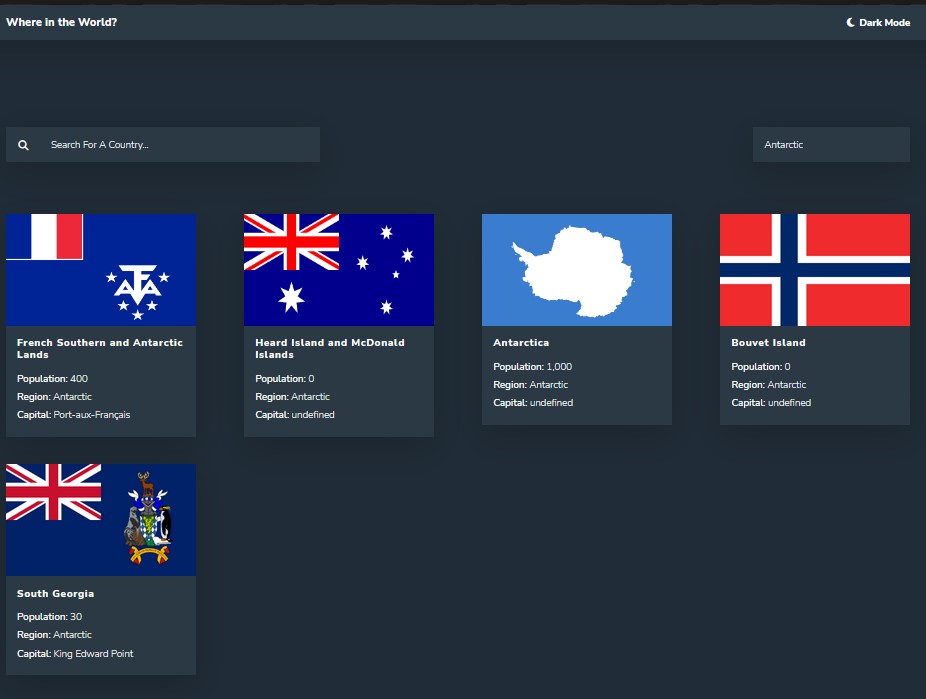 Where in the World?
Dark Mode
Search For A Country...
Antarctic
French Southern and Antarctic
Lands
Population: 400
Region: Antarctic
Capital: Port-aux-Français
Heard Island and McDonald
Islands
Population: 0
Region: Antarctic
Capital: undefined
Antarctica
Population: 1,000
Region: Antarctic
Capital: undefined
Bouvet Island
Population: 0
Region: Antarctic
Capital: undefined
South Georgia
Population: 30
Region: Antarctic
Capital: King Edward Point